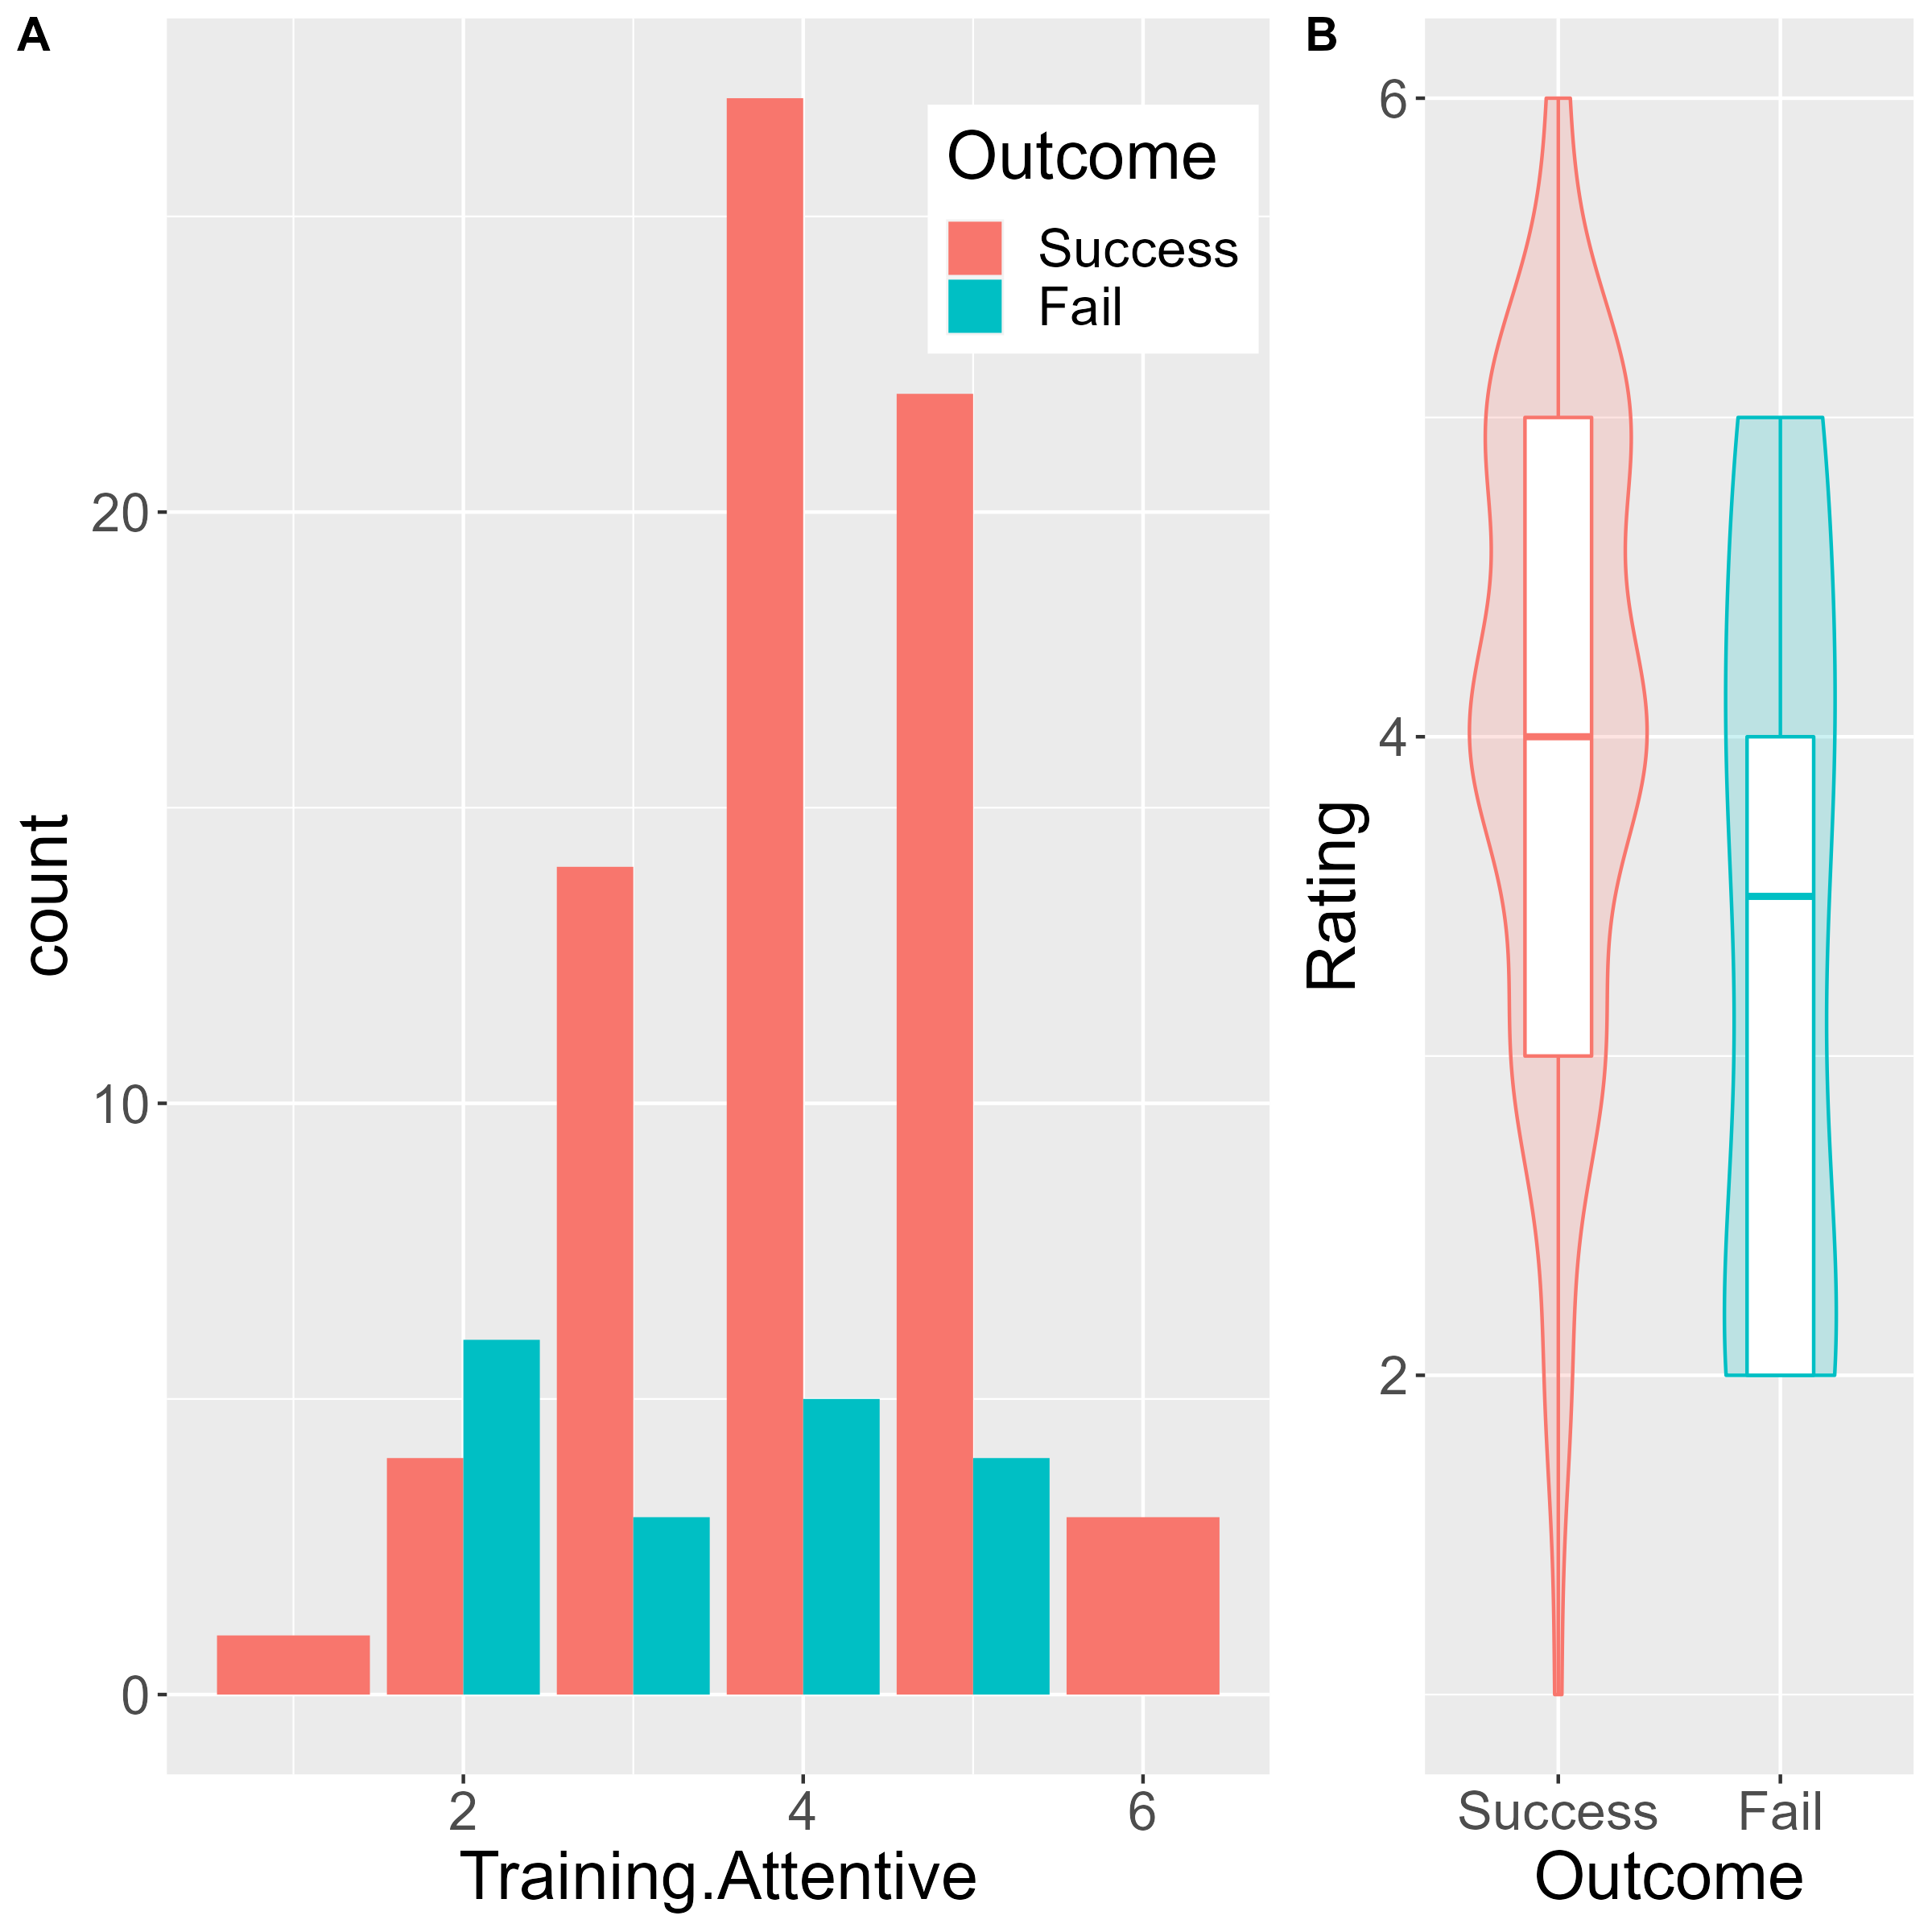 A
count
20
10
0
2
4
6
Training.Attentive
Outcome
Success
Fail
B
Rating
6
4
2
Success
Fail
Outcome